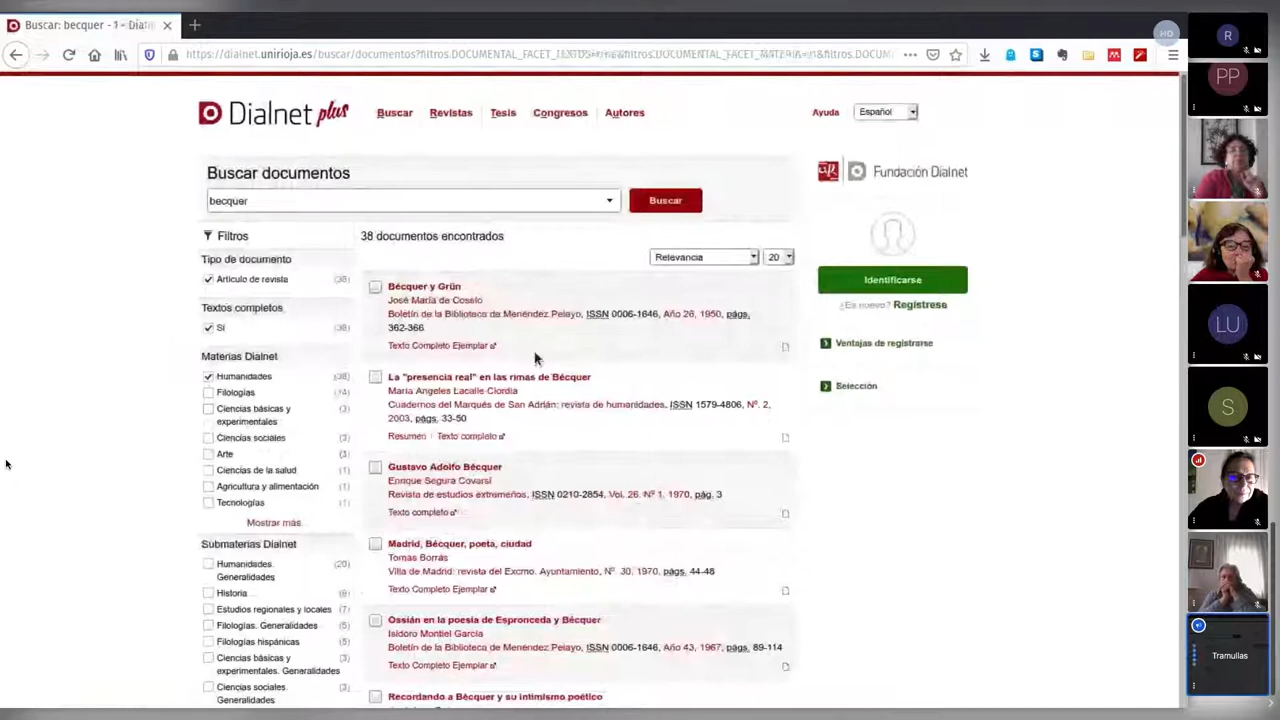 Buscar: becquer - 1 - Dial
https://dialnet.unirioja.es/buscar/documentos?filtros.DOCUMENTAL_FACET_
HD
Dialnet plus
Buscar
Revistas
Tesis
Congresos
Autores
Ayuda
Español
Buscar documentos
becquer
Buscar
Fundación Dialnet
Identificarse
¿Es nuevo? Regístrese
Ventajas de registrarse
Selección
Filtros
Tipo de documento
Artículo de revista (38)
Textos completos
Sí (38)
Materias Dialnet
Humanidades (38)
Filologías (14)
Ciencias básicas y
experimentales (3)
Ciencias sociales (3)
Arte (3)
Ciencias de la salud (1)
Agricultura y alimentación (1)
Tecnologías (1)
Mostrar más
Submaterias Dialnet
Humanidades.
Generalidades (20)
Historia
Estudios regionales y locales (7)
Filologías. Generalidades (5)
Filologías hispánicas (5)
Ciencias básicas y
experimentales. Generalidades (3)
Ciencias sociales.
Generalidades (3)
38 documentos encontrados
Relevancia
20
Bécquer y Grün
José María de Cossío
Boletín de la Biblioteca de Menéndez Pelayo, ISSN 0006-1646, Año 26, 1950, págs.
362-366
Texto Completo Ejemplar
La "presencia real" en las rimas de Bécquer
María Angeles Lacalle Ciordia
Cuadernos del Marqués de San Adrián: revista de humanidades, ISSN 1579-4806, Nº. 2,
2003, págs. 33-50
Resumen
Texto completo
Gustavo Adolfo Bécquer
Enrique Segura Covarsí
Revista de estudios extremeños, ISSN 0210-2854, Vol. 26, Nº 1, 1970, pág. 3
Texto completo
Madrid, Bécquer, poeta, ciudad
Tomás Borrás
Villa de Madrid: revista del Excmo. Ayuntamiento, Nº. 30, 1970, págs. 44-48
Texto Completo Ejemplar
Ossián en la poesía de Espronceda y Bécquer
Isidoro Montiel García
Boletín de la Biblioteca de Menéndez Pelayo, ISSN 0006-1646, Año 43, 1967, págs. 89-114
Texto Completo Ejemplar
Recordando a Bécquer y su intimismo poético
R
PP
LU
S
Tramullas